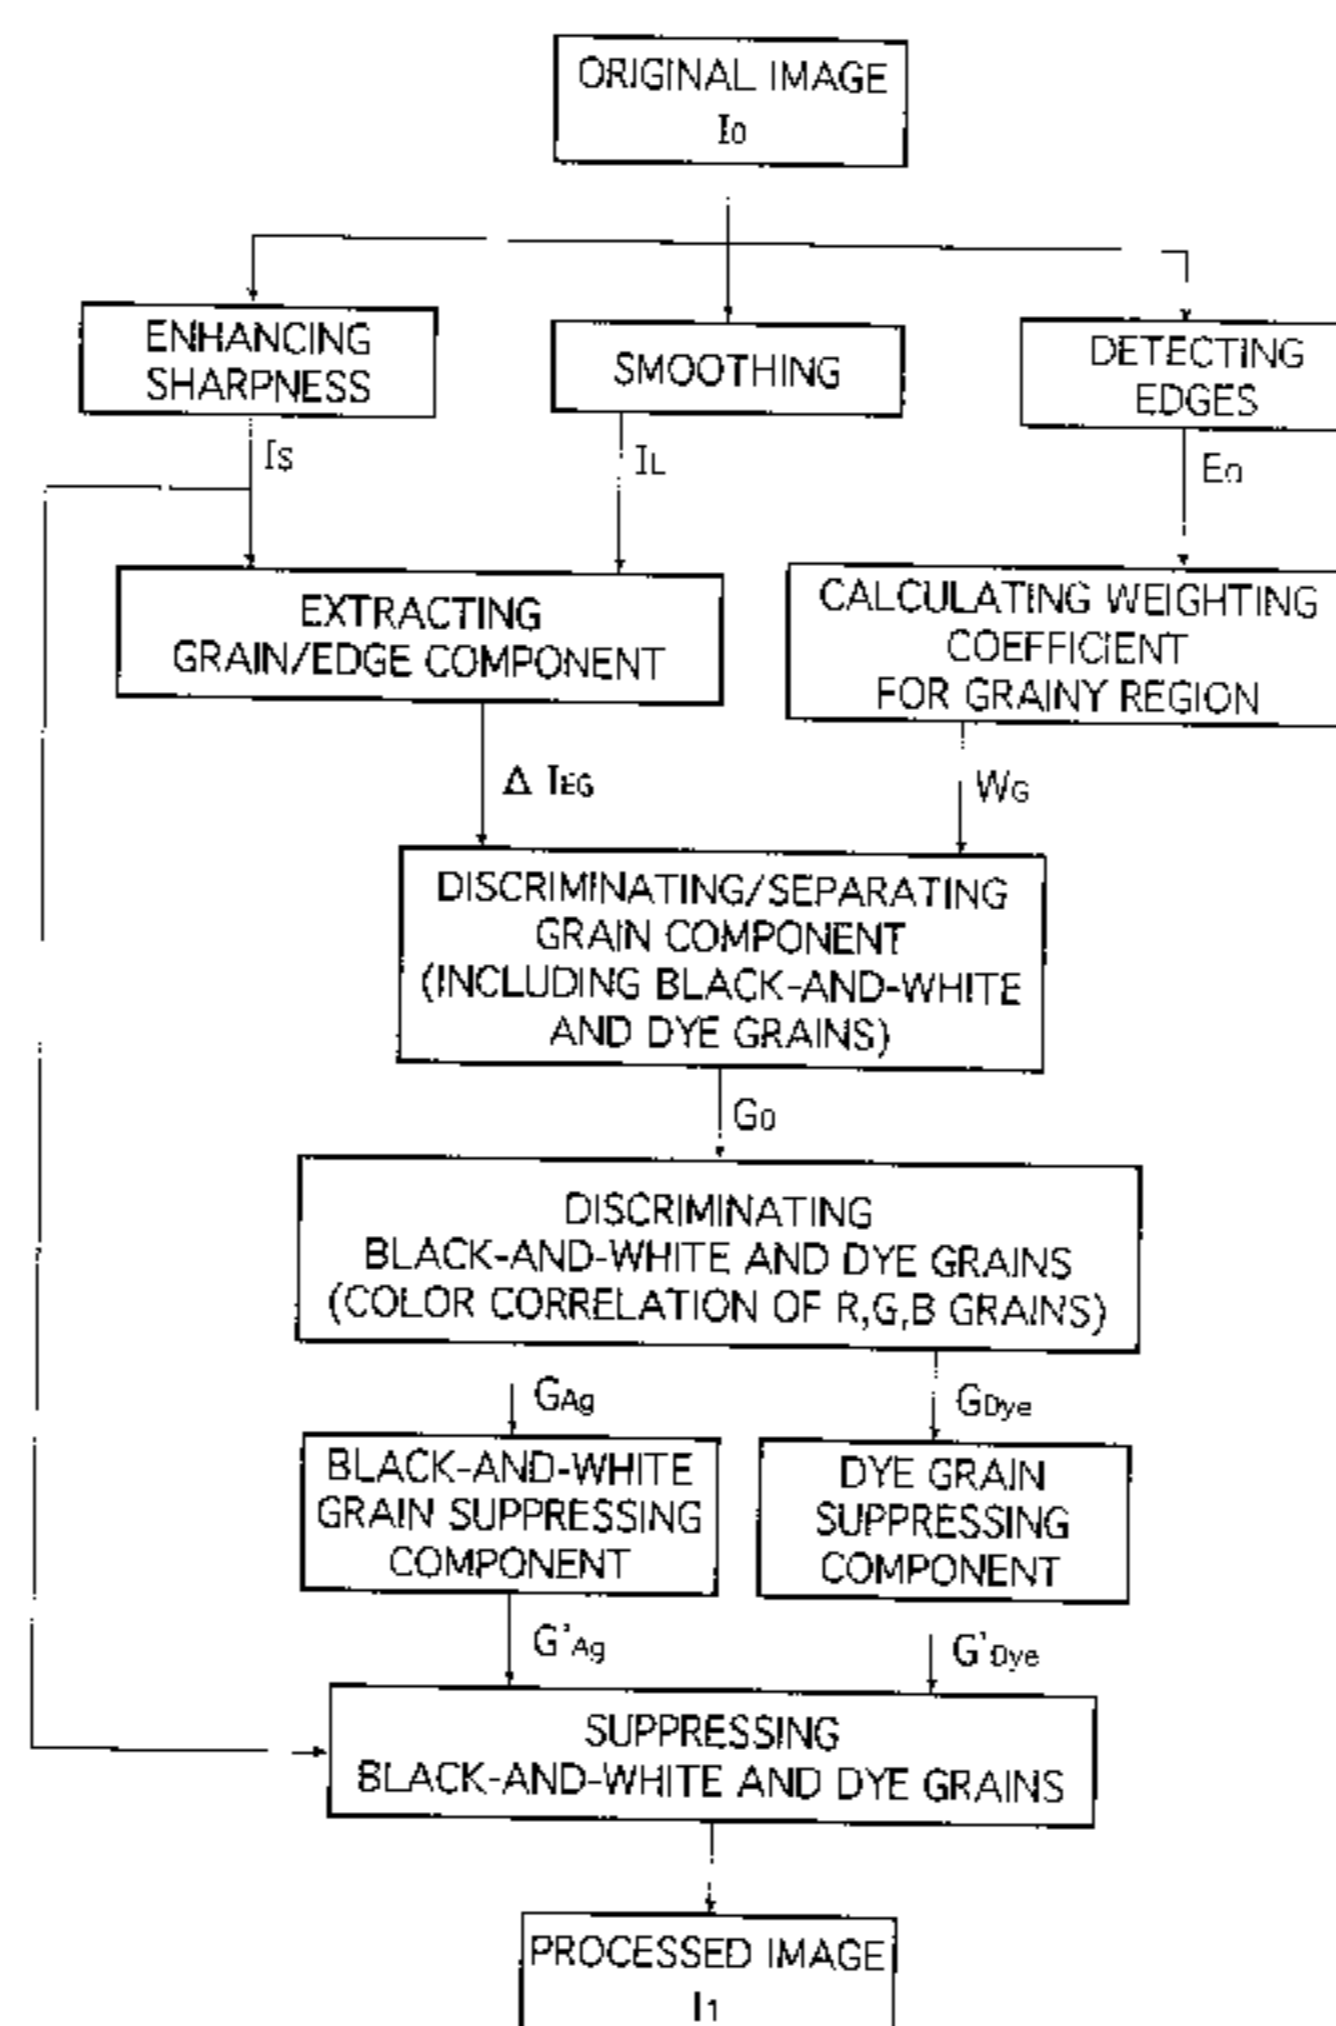 ORIGINAL IMAGE
I0
ENHANCING
SHARPNESS
SMOOTHING
DETECTING
EDGES
IS
IL
E0
EXTRACTING
GRAIN/EDGE COMPONENT
CALCULATING WEIGHTING
COEFFICIENT
FOR GRAINY REGION
Δ IEG
WG
DISCRIMINATING/SEPARATING
GRAIN COMPONENT
(INCLUDING BLACK-AND-WHITE
AND DYE GRAINS)
G0
DISCRIMINATING
BLACK-AND-WHITE AND DYE GRAINS
(COLOR CORRELATION OF R,G,B GRAINS)
GAg
GDye
BLACK-AND-WHITE
GRAIN SUPPRESSING
COMPONENT
DYE GRAIN
SUPPRESSING
COMPONENT
G'Ag
G'Dye
SUPPRESSING
BLACK-AND-WHITE AND DYE GRAINS
PROCESSED IMAGE
I1